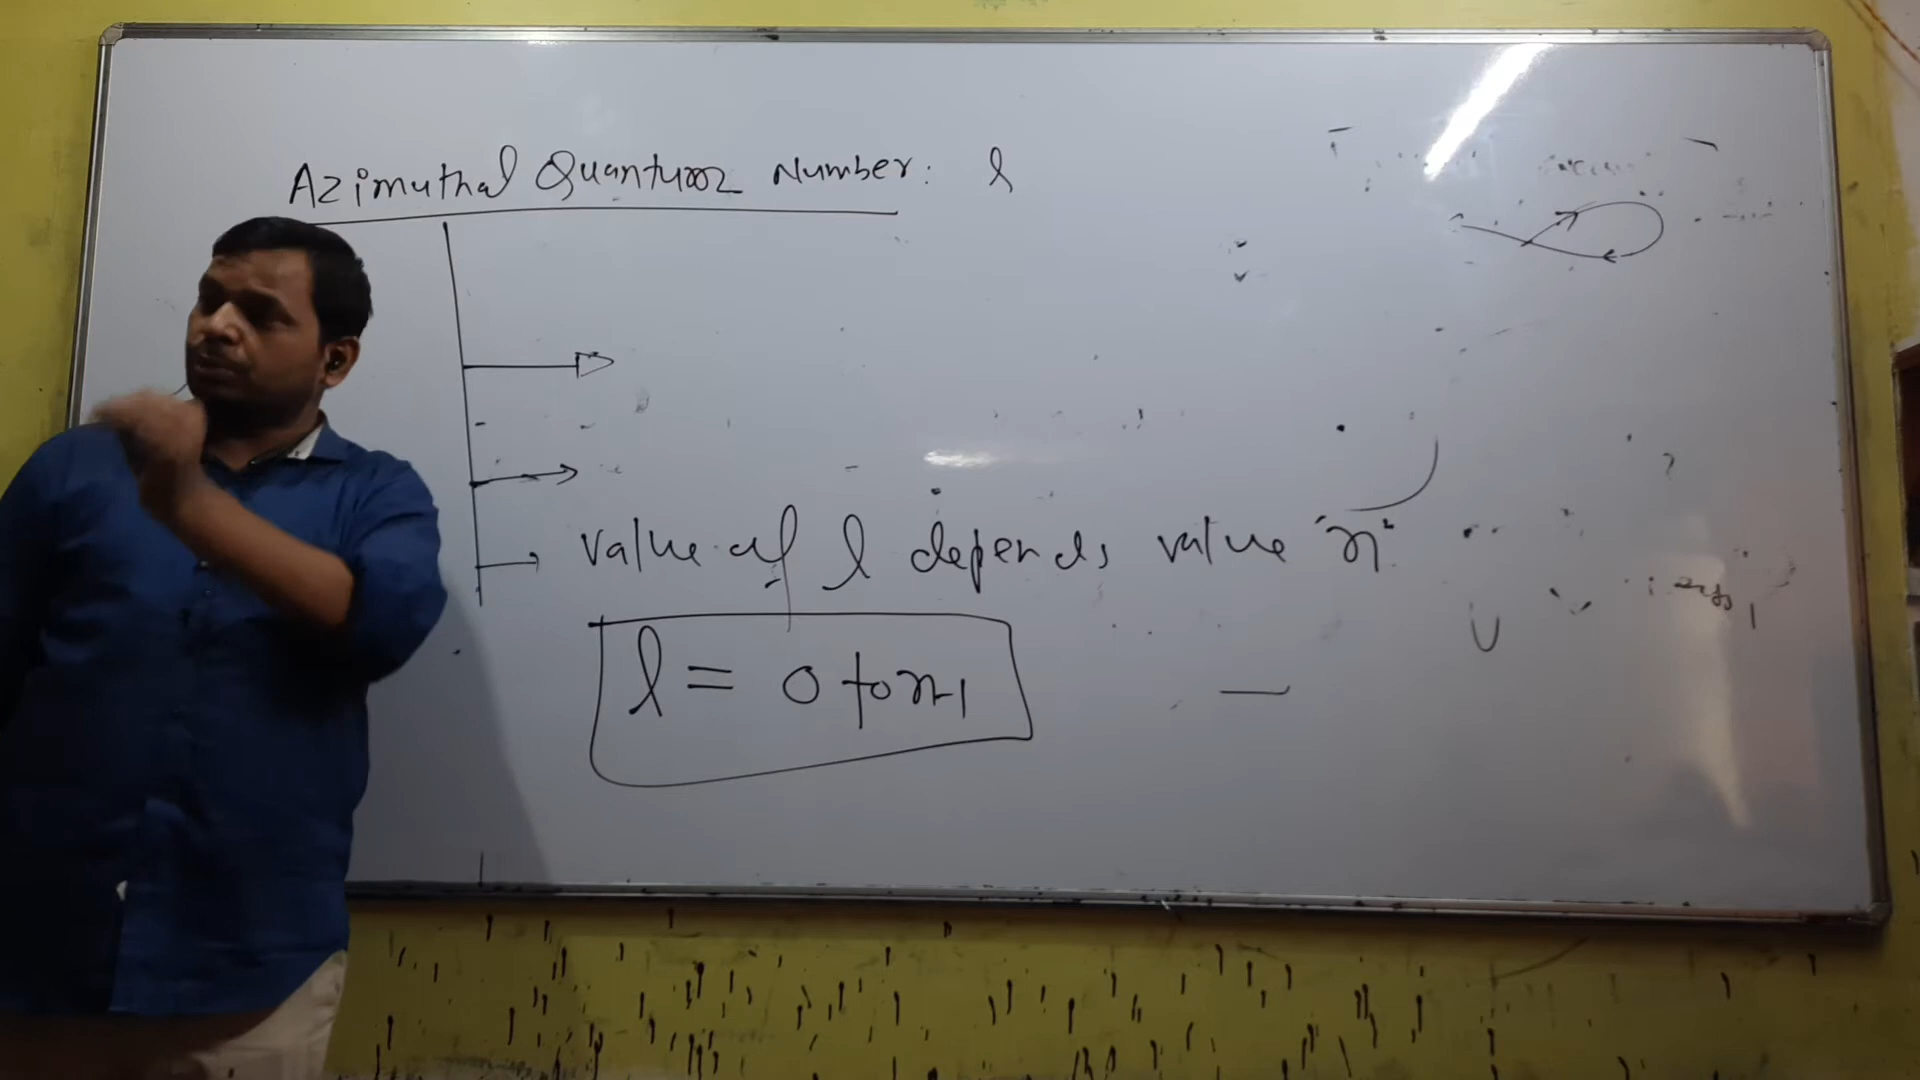 Azimuthal Quantum Number: l
value of l depends value 'n'
l = 0 to n-1